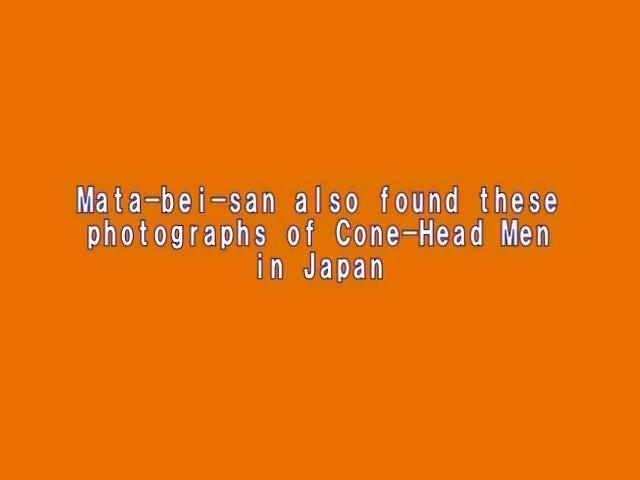 Mata-bei-san also found these
photographs of Cone-Head Men
in Japan